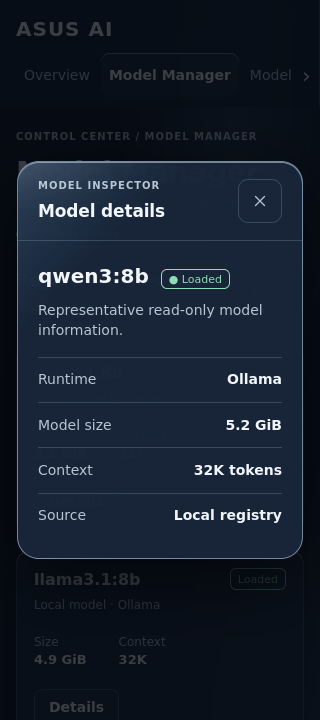 ASUS AI
Overview Model Manager Model
CONTROL CENTER / MODEL MANAGER
MODEL INSPECTOR
Model details
qwen3:8b Loaded
Representative read-only model
information.
Runtime Ollama
Model size 5.2 GiB
Context 32K tokens
Source Local registry
llama3.1:8b Loaded
Local model · Ollama
Size Context
4.9 GiB 32K
Details